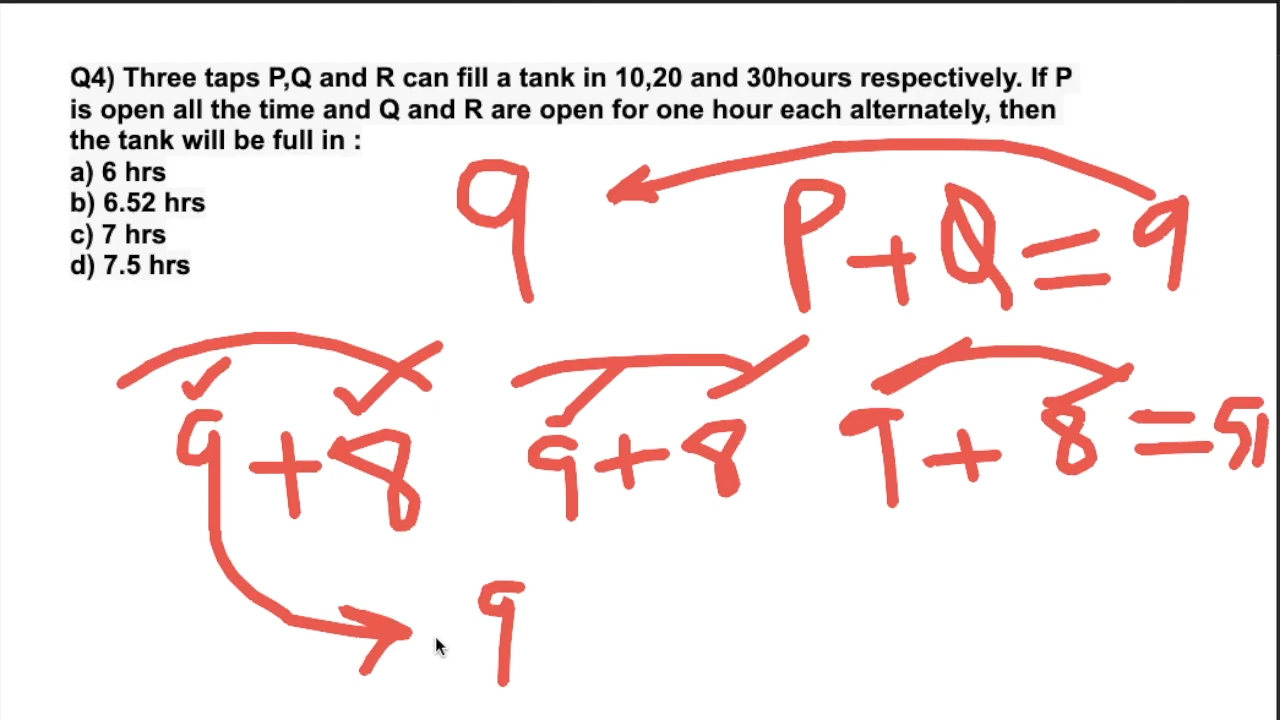 Q4) Three taps P,Q and R can fill a tank in 10,20 and 30hours respectively. If P
is open all the time and Q and R are open for one hour each alternately, then
the tank will be full in :
a) 6 hrs
b) 6.52 hrs
c) 7 hrs
d) 7.5 hrs
9 P+Q=9
9+8 9+8 9+8=51
9